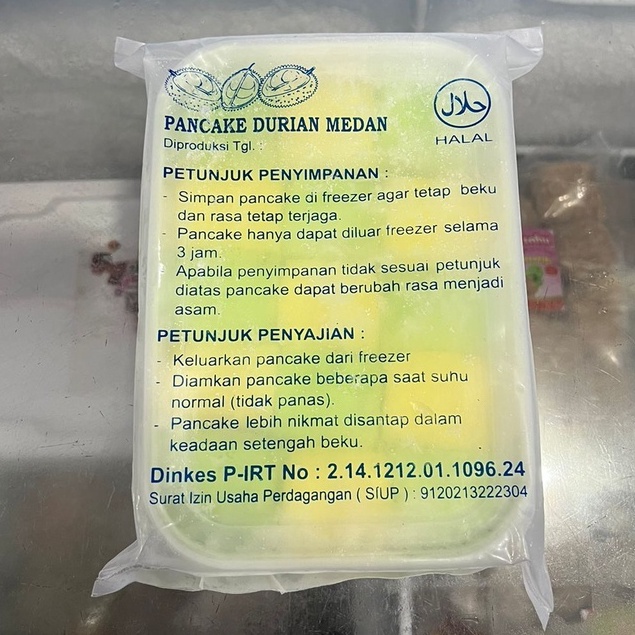 PANCAKE DURIAN MEDAN
حلال
HALAL
Diproduksi Tgl. :
PETUNJUK PENYIMPANAN :
- Simpan pancake di freezer agar tetap beku
dan rasa tetap terjaga.
- Pancake hanya dapat diluar freezer selama
3 jam.
- Apabila penyimpanan tidak sesuai petunjuk
diatas pancake dapat berubah rasa menjadi
asam.
PETUNJUK PENYAJIAN :
- Keluarkan pancake dari freezer
- Diamkan pancake beberapa saat suhu
normal (tidak panas).
- Pancake lebih nikmat disantap dalam
keadaan setengah beku.
Dinkes P-IRT No : 2.14.1212.01.1096.24
Surat Izin Usaha Perdagangan ( SIUP ) : 9120213222304